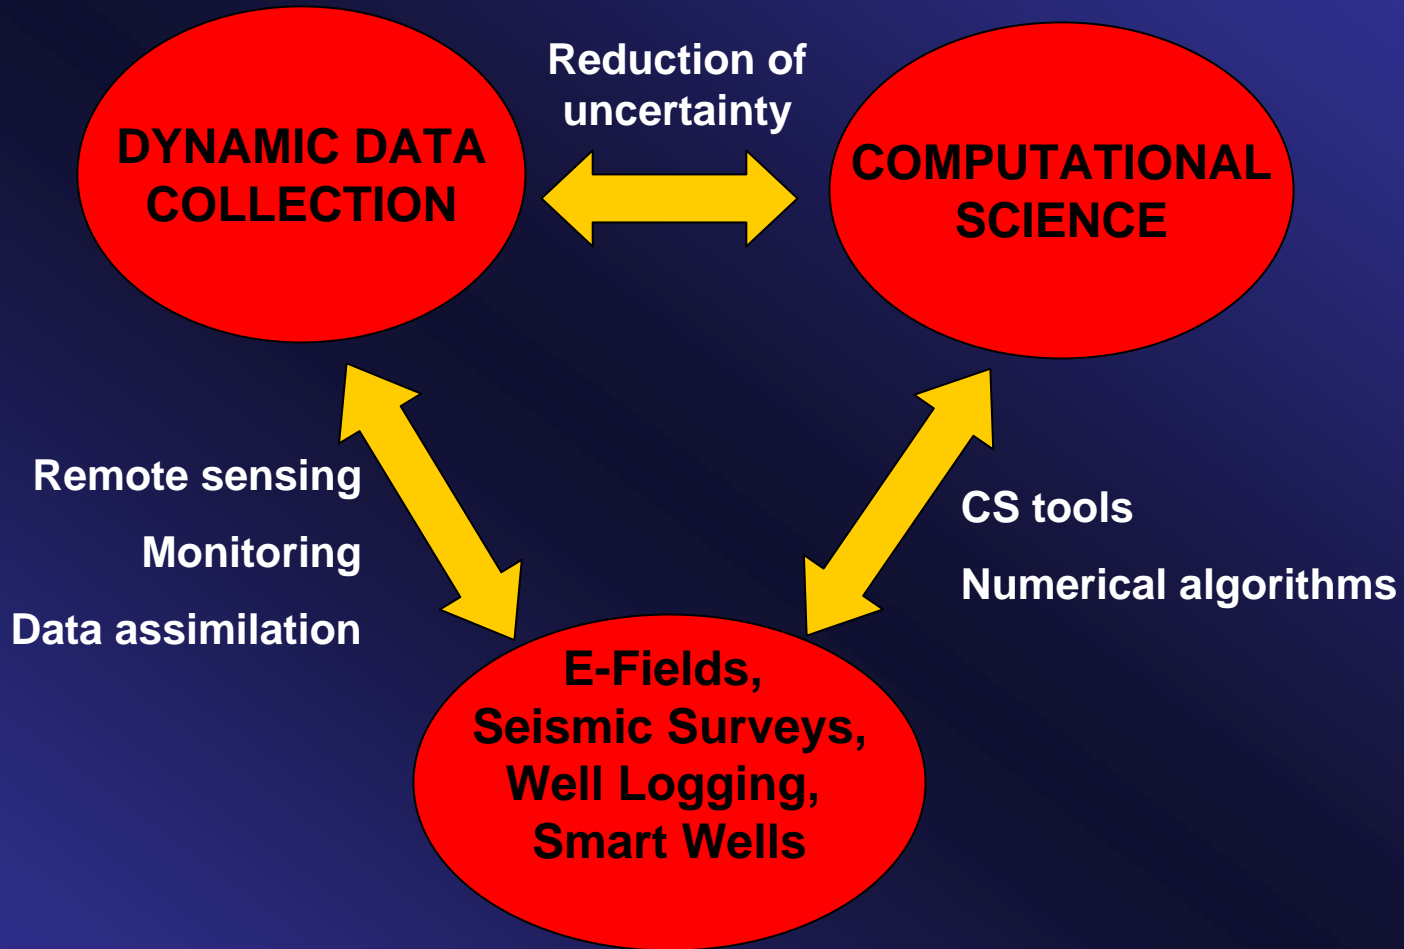 DYNAMIC DATA
COLLECTION
Reduction of
uncertainty
COMPUTATIONAL
SCIENCE
Remote sensing
Monitoring
Data assimilation
CS tools
Numerical algorithms
E-Fields,
Seismic Surveys,
Well Logging,
Smart Wells